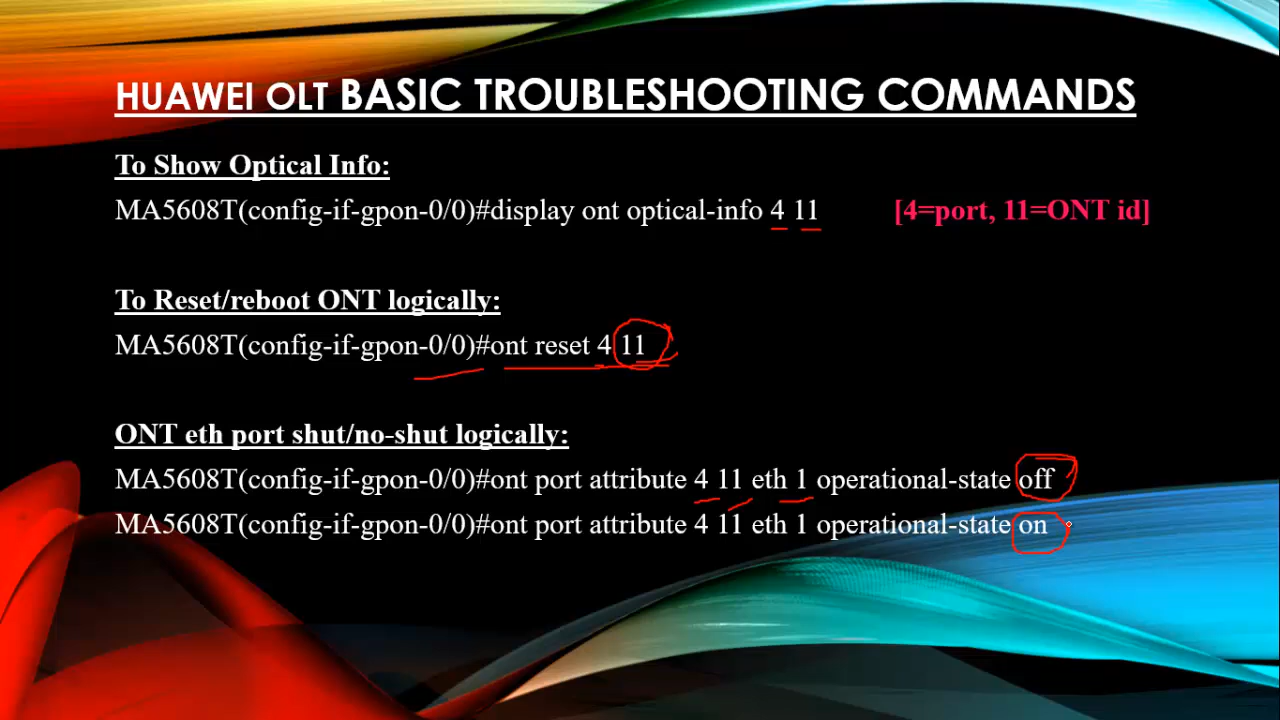 HUAWEI OLT BASIC TROUBLESHOOTING COMMANDS
To Show Optical Info:
MA5608T(config-if-gpon-0/0)#display ont optical-info 4 11 [4=port, 11=ONT id]
To Reset/reboot ONT logically:
MA5608T(config-if-gpon-0/0)#ont reset 4 11
ONT eth port shut/no-shut logically:
MA5608T(config-if-gpon-0/0)#ont port attribute 4 11 eth 1 operational-state off
MA5608T(config-if-gpon-0/0)#ont port attribute 4 11 eth 1 operational-state on